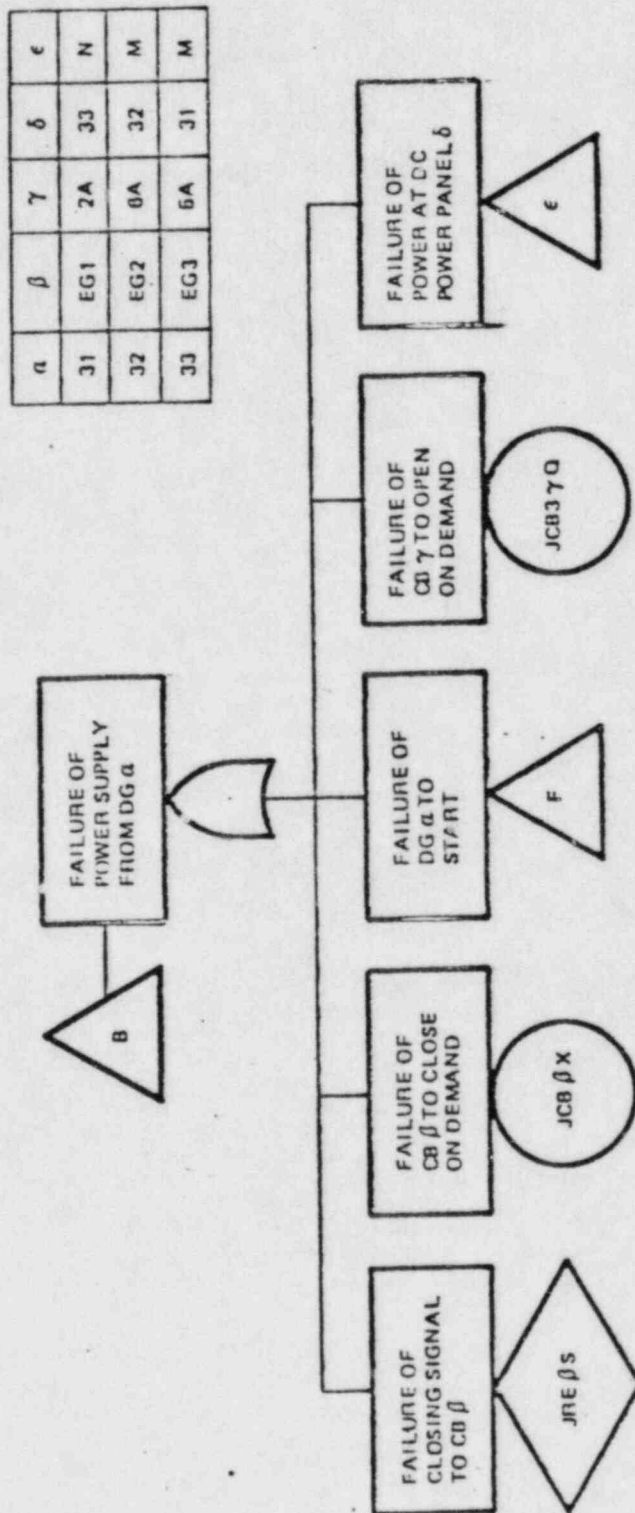 α β γ δ ϵ
31 EG1 2A 33 N
32 EG2 6A 32 M
33 EG3 6A 31 M
FAILURE OF
POWER SUPPLY
FROM DG α
B
FAILURE OF
CLOSING SIGNAL
TO CB β
JRE β S
FAILURE OF
CB β TO CLOSE
ON DEMAND
JCB β X
FAILURE OF
DG α TO
START
F
FAILURE OF
CB γ TO OPEN
ON DEMAND
JCB3 γ Q
FAILURE OF
POWER AT DC
POWER PANEL δ
ϵ